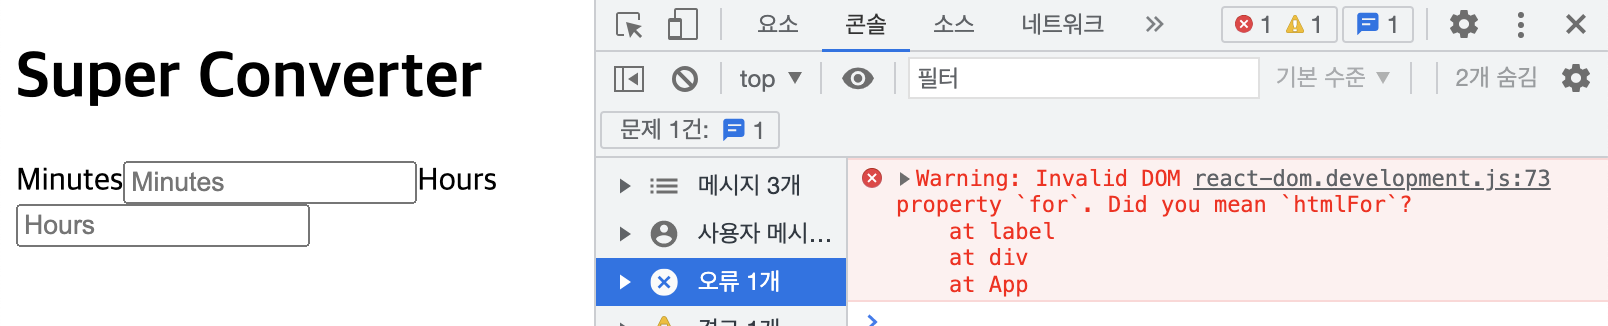 Super Converter
Minutes Minutes Hours
Hours
요소 콘솔 소스 네트워크 1 1 1
top 필터 기본 수준 2개 숨김
문제 1건: 1
메시지 3개
사용자 메시...
오류 1개
Warning: Invalid DOM react-dom.development.js:73
property `for`. Did you mean `htmlFor`?
at label
at div
at App